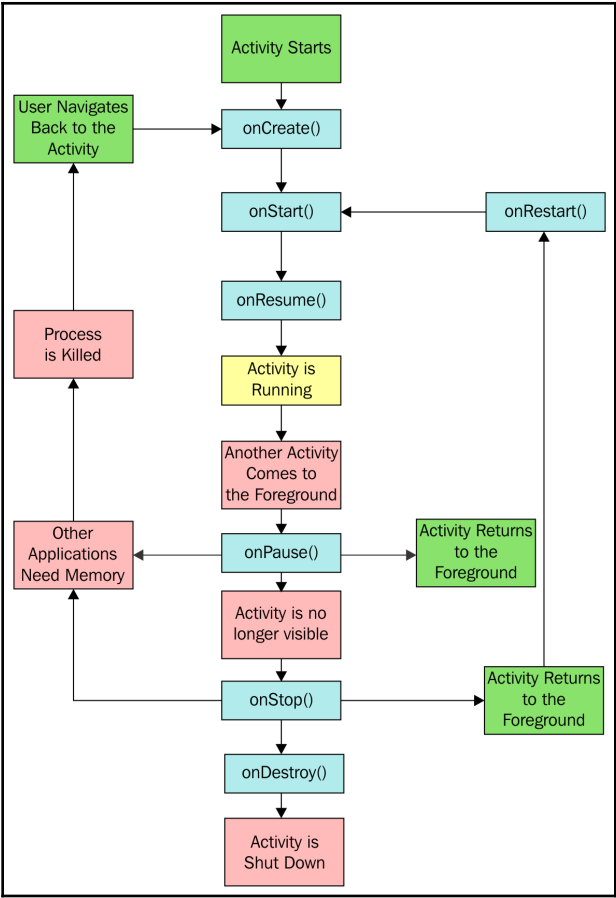 Activity Starts
User Navigates
Back to the
Activity
onCreate()
onStart()
onRestart()
onResume()
Process
is Killed
Activity is
Running
Another Activity
Comes to
the Foreground
Other
Applications
Need Memory
onPause()
Activity Returns
to the
Foreground
Activity is no
longer visible
onStop()
Activity Returns
to the
Foreground
onDestroy()
Activity is
Shut Down